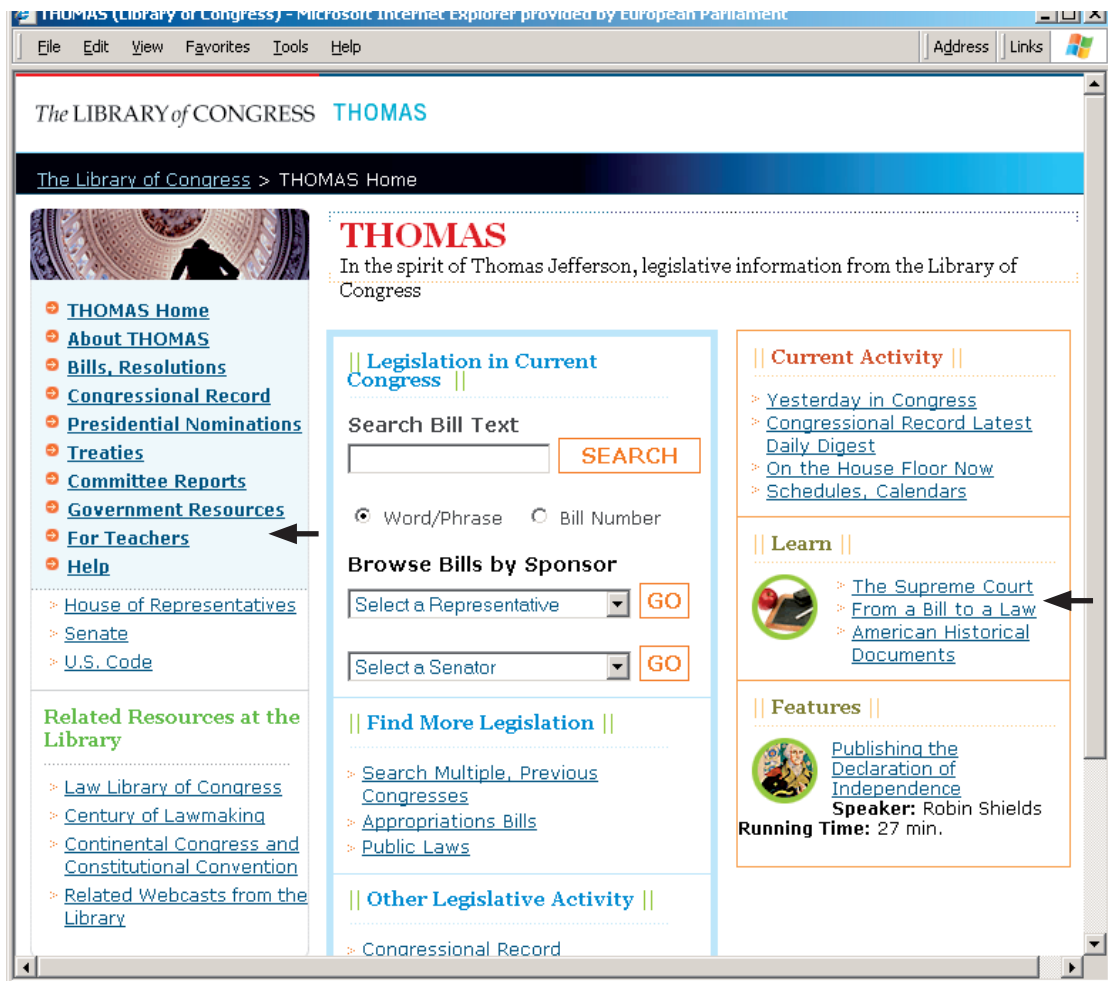 THOMAS (Library of Congress) - Microsoft Internet Explorer provided by European Parliament
File Edit View Favorites Tools Help Address Links
The LIBRARY of CONGRESS THOMAS
The Library of Congress > THOMAS Home
THOMAS Home
About THOMAS
Bills, Resolutions
Congressional Record
Presidential Nominations
Treaties
Committee Reports
Government Resources
For Teachers
Help
> House of Representatives
> Senate
> U.S. Code
Related Resources at the
Library
> Law Library of Congress
> Century of Lawmaking
> Continental Congress and
Constitutional Convention
> Related Webcasts from the
Library
THOMAS
In the spirit of Thomas Jefferson, legislative information from the Library of
Congress
|| Legislation in Current
Congress ||
Search Bill Text
SEARCH
Word/Phrase Bill Number
Browse Bills by Sponsor
Select a Representative GO
Select a Senator GO
|| Find More Legislation ||
> Search Multiple, Previous
Congresses
> Appropriations Bills
> Public Laws
|| Other Legislative Activity ||
> Congressional Record
|| Current Activity ||
> Yesterday in Congress
> Congressional Record Latest
Daily Digest
> On the House Floor Now
> Schedules, Calendars
|| Learn ||
> The Supreme Court
> From a Bill to a Law
> American Historical
Documents
|| Features ||
Publishing the
Declaration of
Independence
Speaker: Robin Shields
Running Time: 27 min.